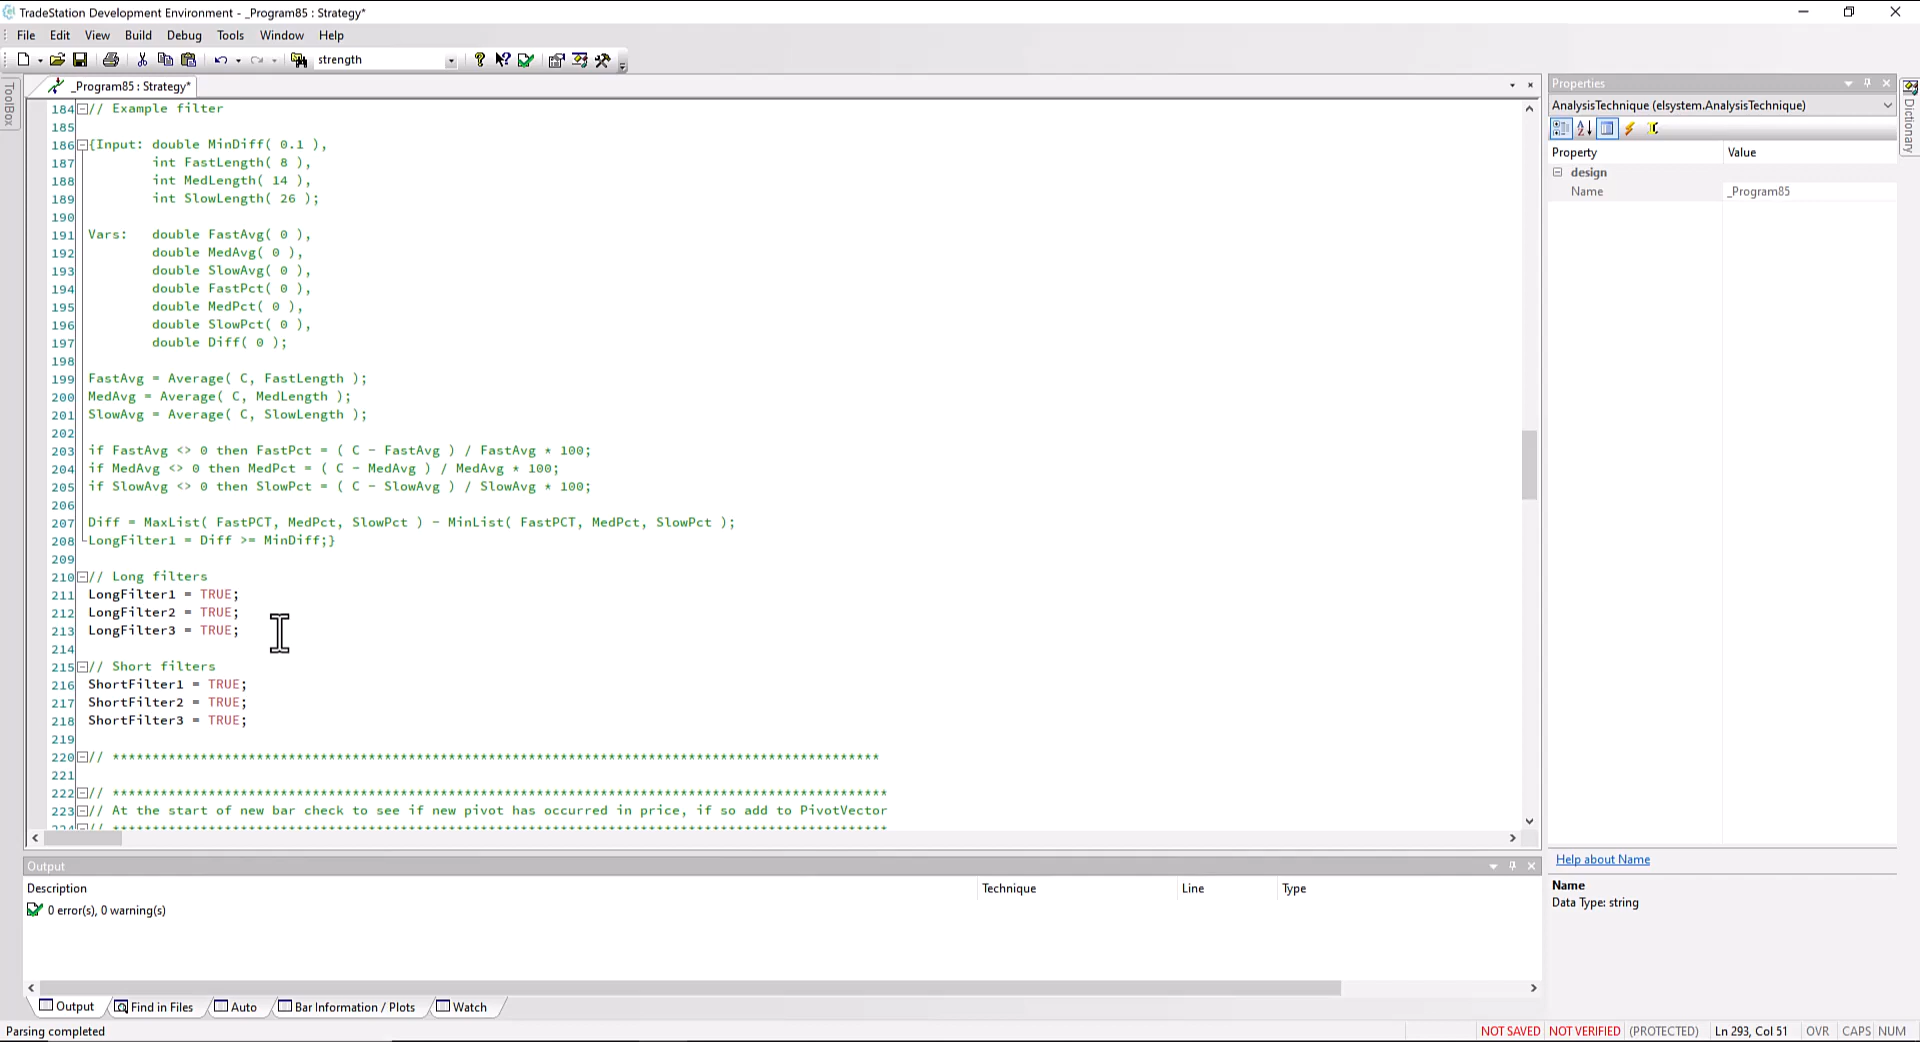 TradeStation Development Environment - _Program85 : Strategy*
File Edit View Build Debug Tools Window Help
strength
_Program85 : Strategy*
ToolBox
184 // Example filter
185
186 {Input: double MinDiff( 0.1 ),
187 int FastLength( 8 ),
188 int MedLength( 14 ),
189 int SlowLength( 26 );
190
191 Vars: double FastAvg( 0 ),
192 double MedAvg( 0 ),
193 double SlowAvg( 0 ),
194 double FastPct( 0 ),
195 double MedPct( 0 ),
196 double SlowPct( 0 ),
197 double Diff( 0 );
198
199 FastAvg = Average( C, FastLength );
200 MedAvg = Average( C, MedLength );
201 SlowAvg = Average( C, SlowLength );
202
203 if FastAvg <> 0 then FastPct = ( C - FastAvg ) / FastAvg * 100;
204 if MedAvg <> 0 then MedPct = ( C - MedAvg ) / MedAvg * 100;
205 if SlowAvg <> 0 then SlowPct = ( C - SlowAvg ) / SlowAvg * 100;
206
207 Diff = MaxList( FastPCT, MedPct, SlowPct ) - MinList( FastPCT, MedPct, SlowPct );
208 LongFilter1 = Diff >= MinDiff;}
209
210 // Long filters
211 LongFilter1 = TRUE;
212 LongFilter2 = TRUE;
213 LongFilter3 = TRUE;
214
215 // Short filters
216 ShortFilter1 = TRUE;
217 ShortFilter2 = TRUE;
218 ShortFilter3 = TRUE;
219
220 // ************************************************************************************************
221
222 // *************************************************************************************************
223 // At the start of new bar check to see if new pivot has occurred in price, if so add to PivotVector
224 // *************************************************************************************************
Properties
AnalysisTechnique (elsystem.AnalysisTechnique)
Property Value
design
Name _Program85
Dictionary
Help about Name
Name
Data Type: string
Output
Description Technique Line Type
0 error(s), 0 warning(s)
Output Find in Files Auto Bar Information / Plots Watch
Parsing completed NOT SAVED NOT VERIFIED (PROTECTED) Ln 293, Col 51 OVR CAPS NUM